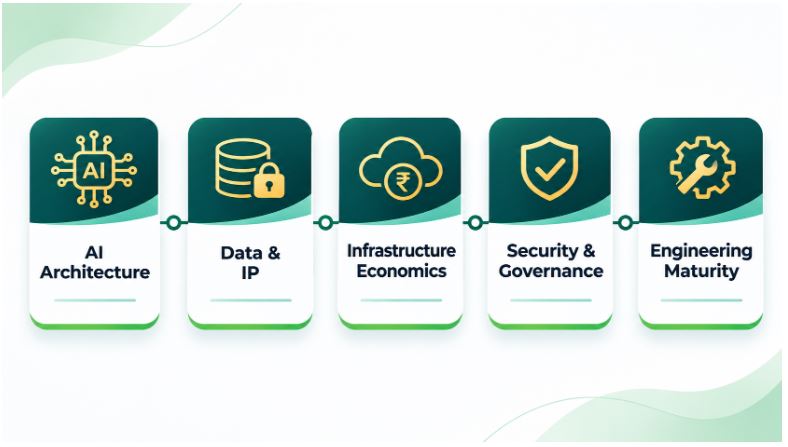 AI
AI
Architecture
Data &
IP
₹
Infrastructure
Economics
Security &
Governance
Engineering
Maturity